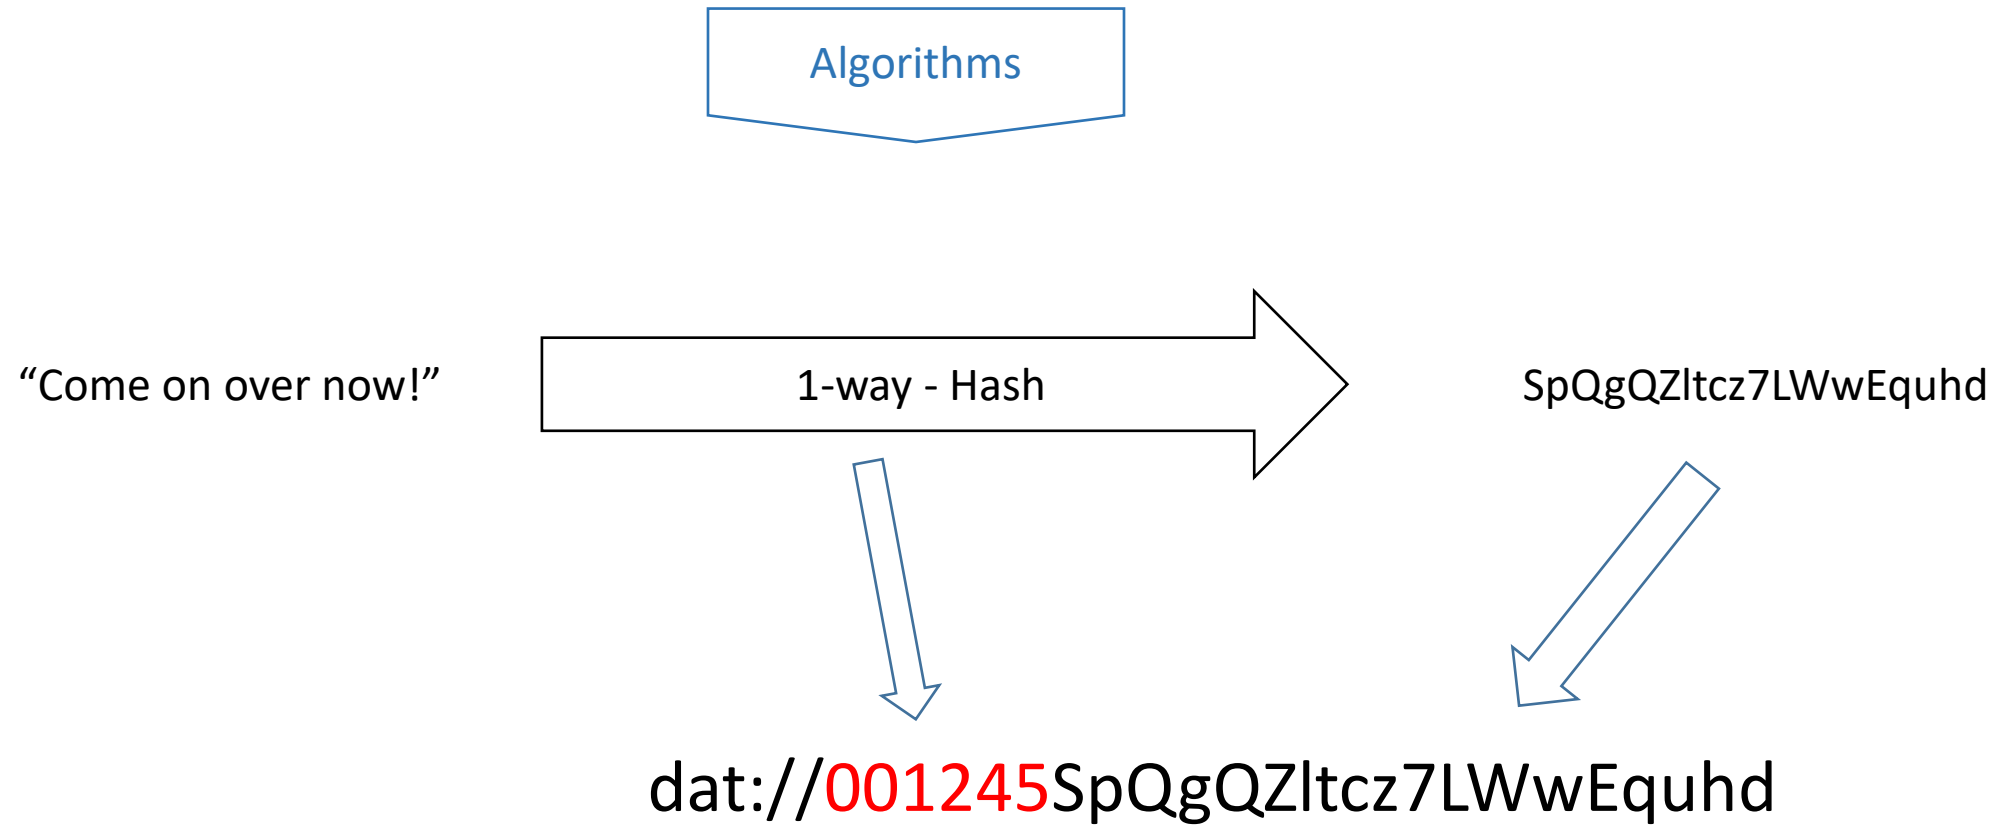 Algorithms
“Come on over now!”
1-way - Hash
SpQgQZltcz7LWwEquhd
dat://001245SpQgQZltcz7LWwEquhd